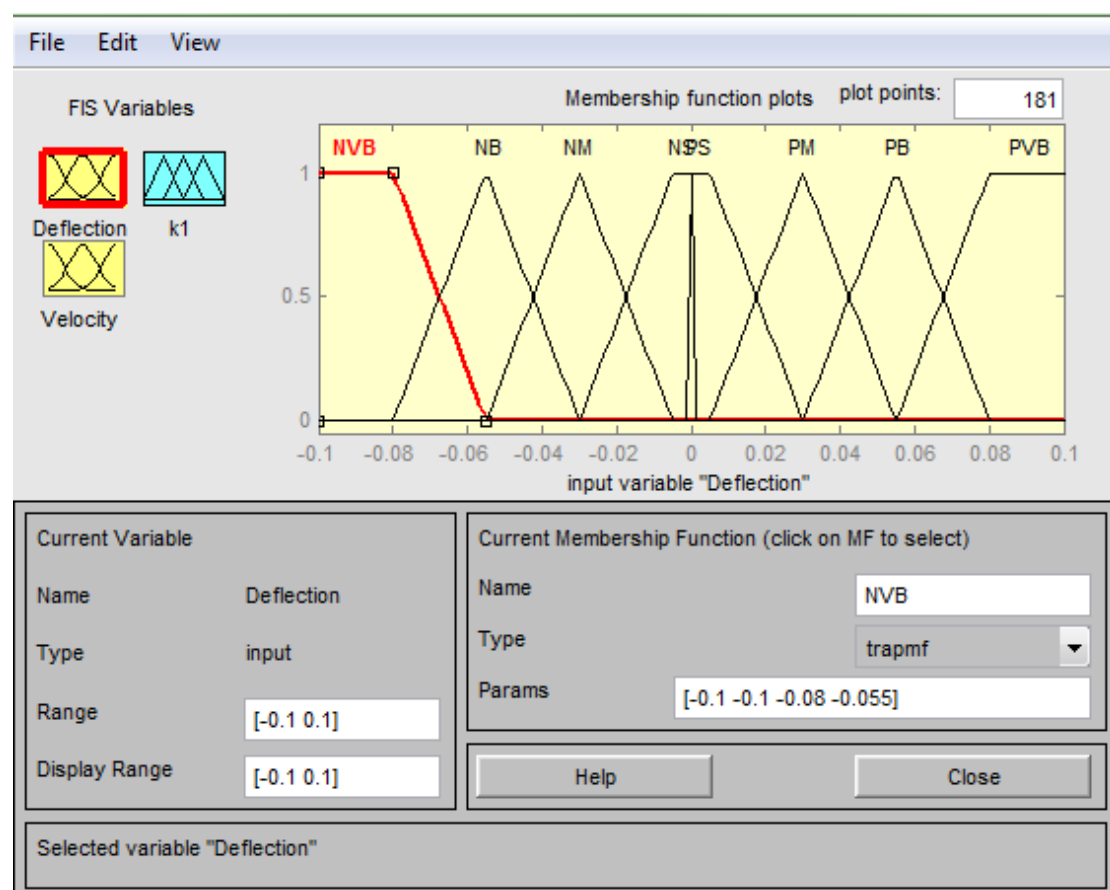 File Edit View
FIS Variables
Membership function plots plot points: 181
NVB NB NM NS PS PM PB PVB
Deflection k1
Velocity
1
0.5
0
-0.1 -0.08 -0.06 -0.04 -0.02 0 0.02 0.04 0.06 0.08 0.1
input variable "Deflection"
Current Variable
Name Deflection
Type input
Range [-0.1 0.1]
Display Range [-0.1 0.1]
Current Membership Function (click on MF to select)
Name NVB
Type trapmf
Params [-0.1 -0.1 -0.08 -0.055]
Help Close
Selected variable "Deflection"